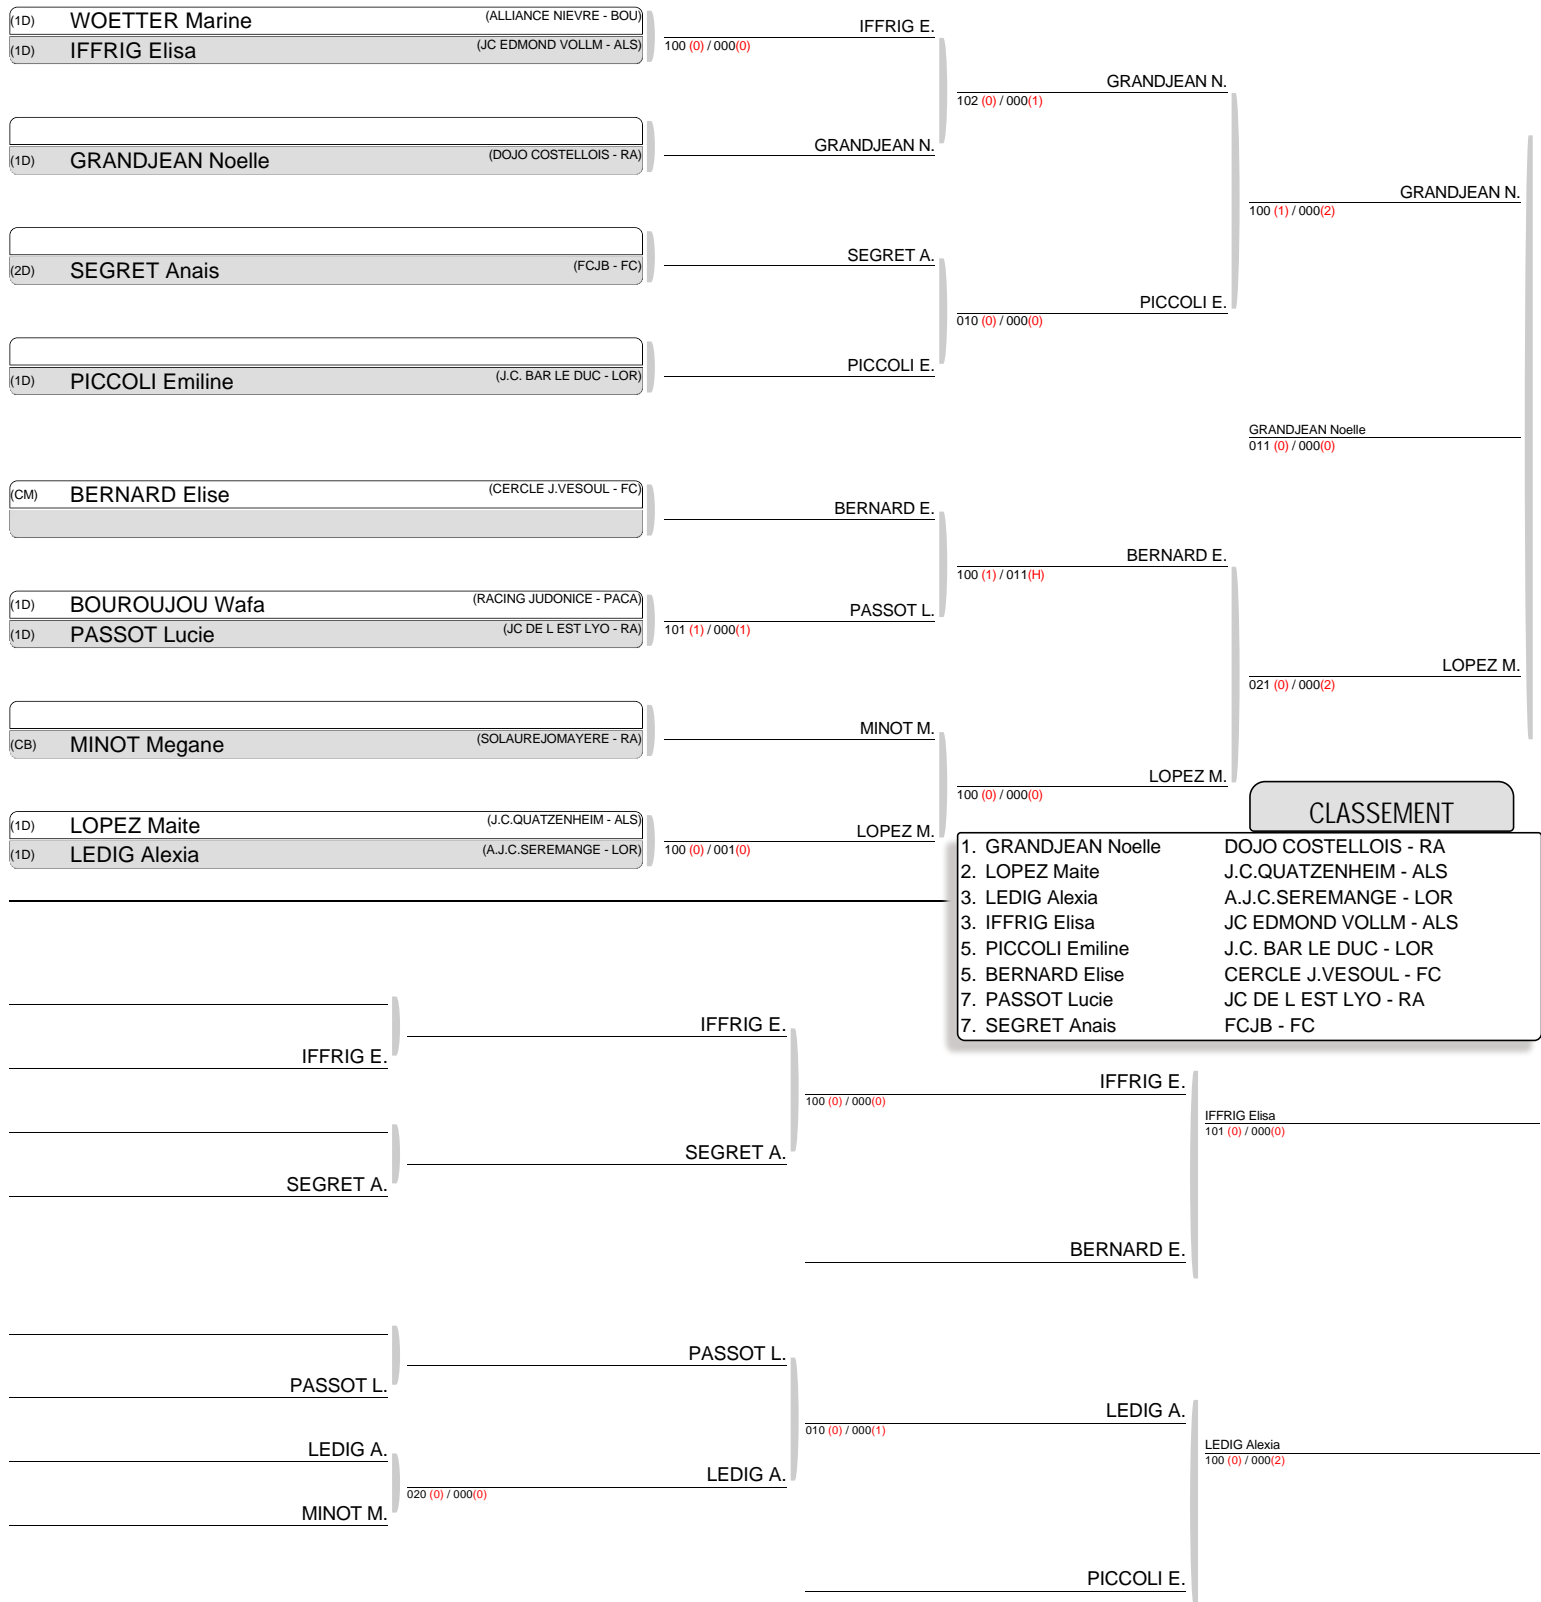 (1D) WOETTER Marine (ALLIANCE NIEVRE - BOU)
(1D) IFFRIG Elisa (JC EDMOND VOLLM - ALS)
(1D) GRANDJEAN Noelle (DOJO COSTELLOIS - RA)
(2D) SEGRET Anais (FCJB - FC)
(1D) PICCOLI Emiline (J.C. BAR LE DUC - LOR)
(CM) BERNARD Elise (CERCLE J.VESOUL - FC)
(1D) BOUROUJOU Wafa (RACING JUDONICE - PACA)
(1D) PASSOT Lucie (JC DE L EST LYO - RA)
(CB) MINOT Megane (SOLAUREJOMAYERE - RA)
(1D) LOPEZ Maite (J.C.QUATZENHEIM - ALS)
(1D) LEDIG Alexia (A.J.C.SEREMANGE - LOR)
IFFRIG E.
100 (0) / 000(0)
GRANDJEAN N.
SEGRET A.
PICCOLI E.
BERNARD E.
PASSOT L.
101 (1) / 000(1)
MINOT M.
LOPEZ M.
100 (0) / 001(0)
GRANDJEAN N.
102 (0) / 000(1)
PICCOLI E.
010 (0) / 000(0)
BERNARD E.
100 (1) / 011(H)
LOPEZ M.
100 (0) / 000(0)
GRANDJEAN N.
100 (1) / 000(2)
GRANDJEAN Noelle
011 (0) / 000(0)
LOPEZ M.
021 (0) / 000(2)
CLASSEMENT
1. GRANDJEAN Noelle DOJO COSTELLOIS - RA
2. LOPEZ Maite J.C.QUATZENHEIM - ALS
3. LEDIG Alexia A.J.C.SEREMANGE - LOR
3. IFFRIG Elisa JC EDMOND VOLLM - ALS
5. PICCOLI Emiline J.C. BAR LE DUC - LOR
5. BERNARD Elise CERCLE J.VESOUL - FC
7. PASSOT Lucie JC DE L EST LYO - RA
7. SEGRET Anais FCJB - FC
IFFRIG E.
SEGRET A.
IFFRIG E.
SEGRET A.
IFFRIG E.
100 (0) / 000(0)
BERNARD E.
IFFRIG Elisa
101 (0) / 000(0)
PASSOT L.
LEDIG A.
MINOT M.
PASSOT L.
LEDIG A.
020 (0) / 000(0)
LEDIG A.
010 (0) / 000(1)
PICCOLI E.
LEDIG Alexia
100 (0) / 000(2)